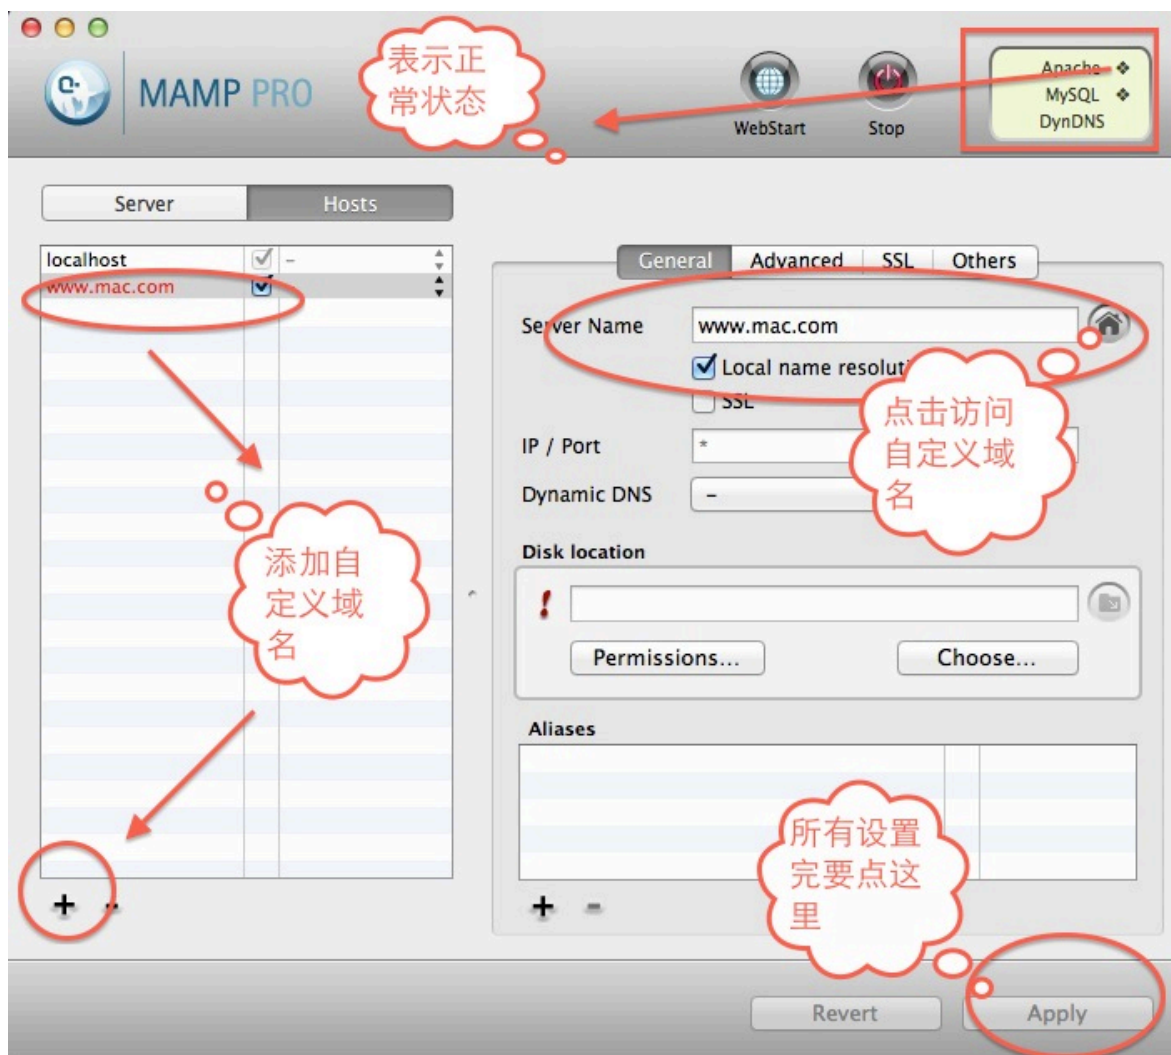 MAMP PRO
表示正
常状态
WebStart
Stop
Apache
MySQL
DynDNS
Server
Hosts
localhost
-
www.mac.com
添加自
定义域
名
+ -
General
Advanced
SSL
Others
Server Name
www.mac.com
Local name
SSL
点击访问
自定义域
名
IP / Port
*
Dynamic DNS
-
Disk location
!
Permissions...
Choose...
Aliases
所有设置
完要点这
里
+ -
Revert
Apply